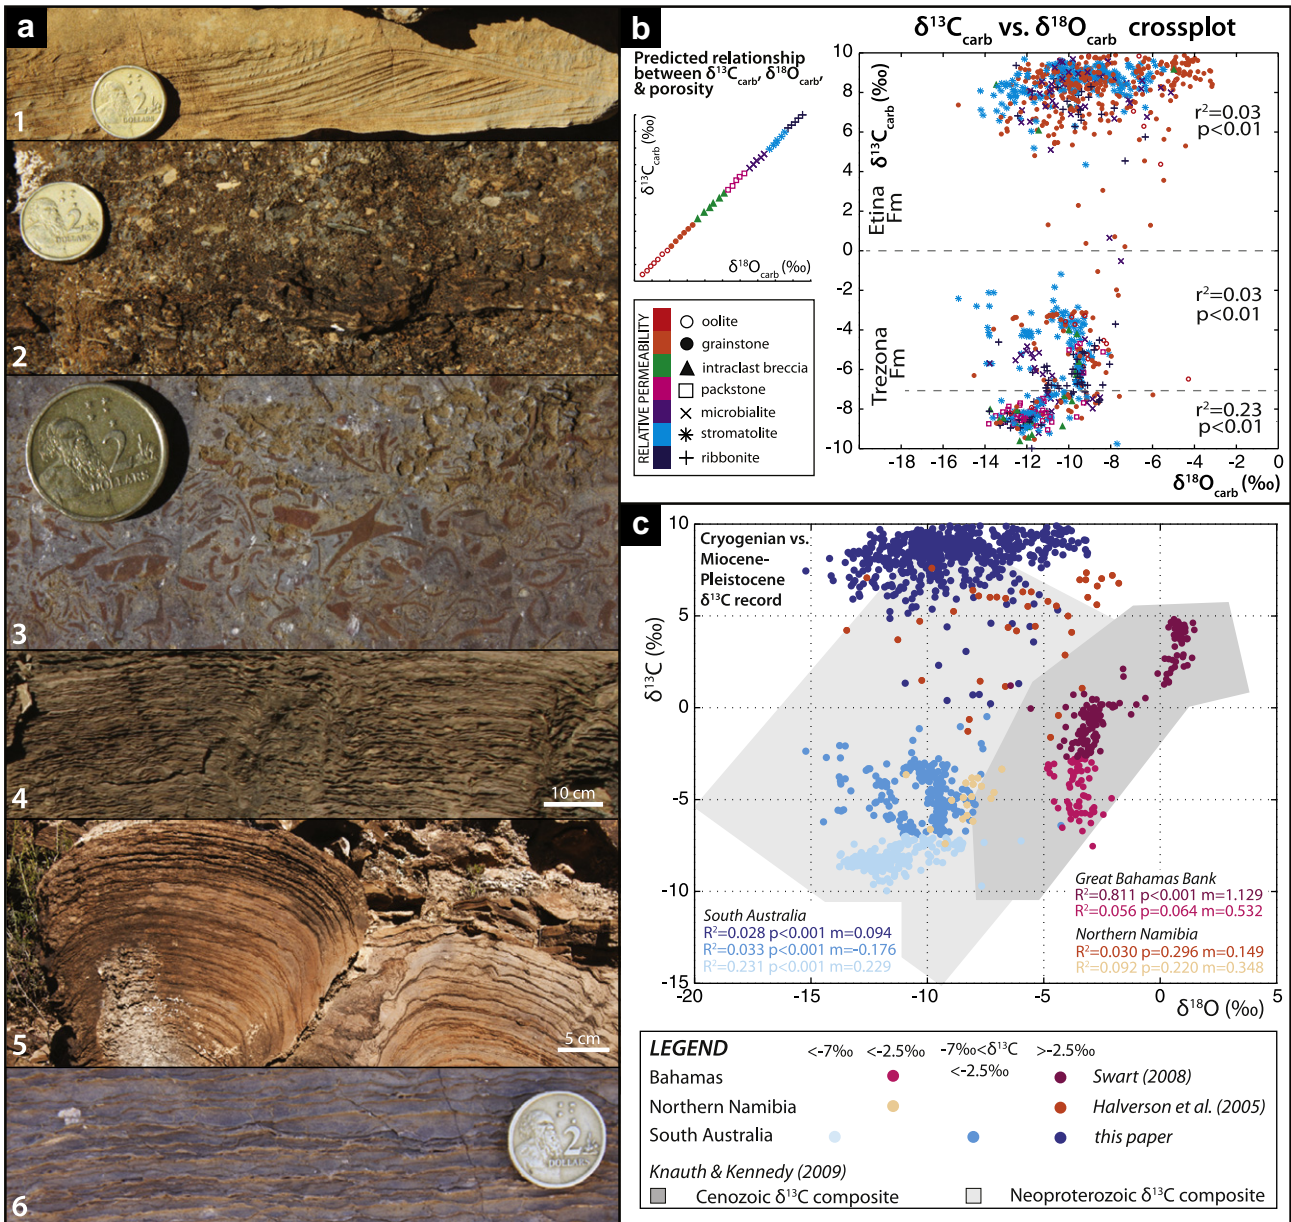 a
1
2
3
4
10 cm
5
5 cm
6
2
DOLLARS
2
DOLLARS
2
DOLLARS
2
DOLLARS
b
δ13Ccarb vs. δ18Ocarb crossplot
Predicted relationship
between δ13Ccarb, δ18Ocarb,
& porosity
δ13Ccarb (‰)
δ18Ocarb (‰)
RELATIVE PERMEABILITY
oolite
grainstone
intraclast breccia
packstone
microbialite
stromatolite
ribbonite
10
8
6
4
2
0
-2
-4
-6
-8
-10
δ13Ccarb (‰)
Etina
Fm
Trezona
Fm
r2=0.03
p<0.01
r2=0.03
p<0.01
r2=0.23
p<0.01
-18 -16 -14 -12 -10 -8 -6 -4 -2 0
δ18Ocarb (‰)
c
Cryogenian vs.
Miocene-
Pleistocene
δ13C record
10
5
0
-5
-10
-15
δ13C (‰)
South Australia
R2=0.028 p<0.001 m=0.094
R2=0.033 p<0.001 m=-0.176
R2=0.231 p<0.001 m=0.229
Great Bahamas Bank
R2=0.811 p<0.001 m=1.129
R2=0.056 p=0.064 m=0.532
Northern Namibia
R2=0.030 p=0.296 m=0.149
R2=0.092 p=0.220 m=0.348
-20 -15 -10 -5 0 5
δ18O (‰)
LEGEND <-7‰ <-2.5‰ -7‰<δ13C >-2.5‰
<-2.5‰
Bahamas Swart (2008)
Northern Namibia Halverson et al. (2005)
South Australia this paper
Knauth & Kennedy (2009)
Cenozoic δ13C composite Neoproterozoic δ13C composite